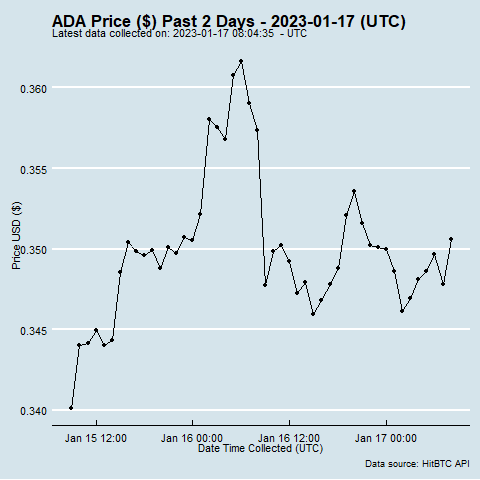 ADA Price ($) Past 2 Days - 2023-01-17 (UTC)
Latest data collected on: 2023-01-17 08:04:35 - UTC
0.360
0.355
0.350
0.345
0.340
Price USD ($)
Jan 15 12:00
Jan 16 00:00
Jan 16 12:00
Jan 17 00:00
Date Time Collected (UTC)
Data source: HitBTC API